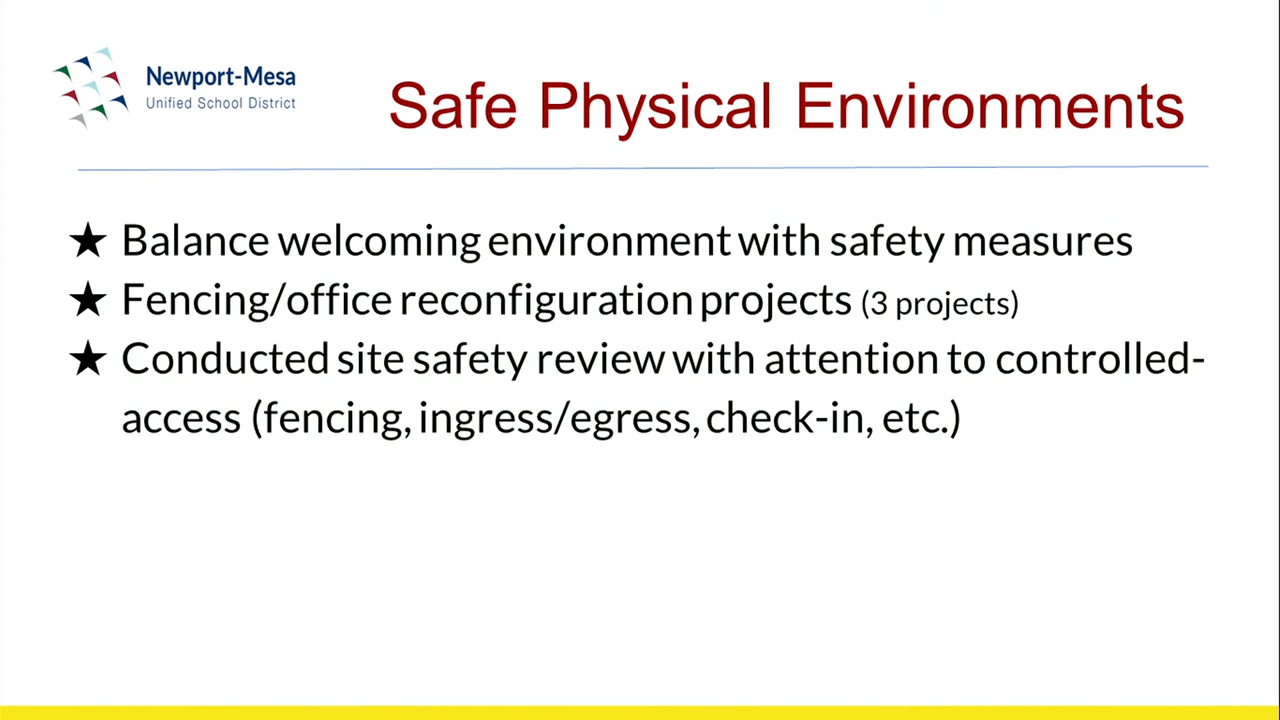 Newport-Mesa
Unified School District
Safe Physical Environments
★ Balance welcoming environment with safety measures
★ Fencing/office reconfiguration projects (3 projects)
★ Conducted site safety review with attention to controlled-
access (fencing, ingress/egress, check-in, etc.)